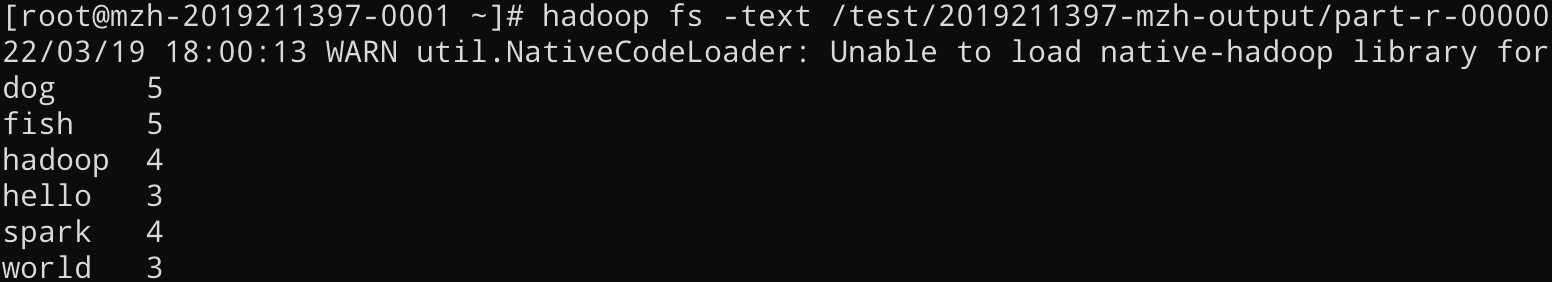 [root@mzh-2019211397-0001 ~]# hadoop fs -text /test/2019211397-mzh-output/part-r-00000
22/03/19 18:00:13 WARN util.NativeCodeLoader: Unable to load native-hadoop library for
dog 5
fish 5
hadoop 4
hello 3
spark 4
world 3